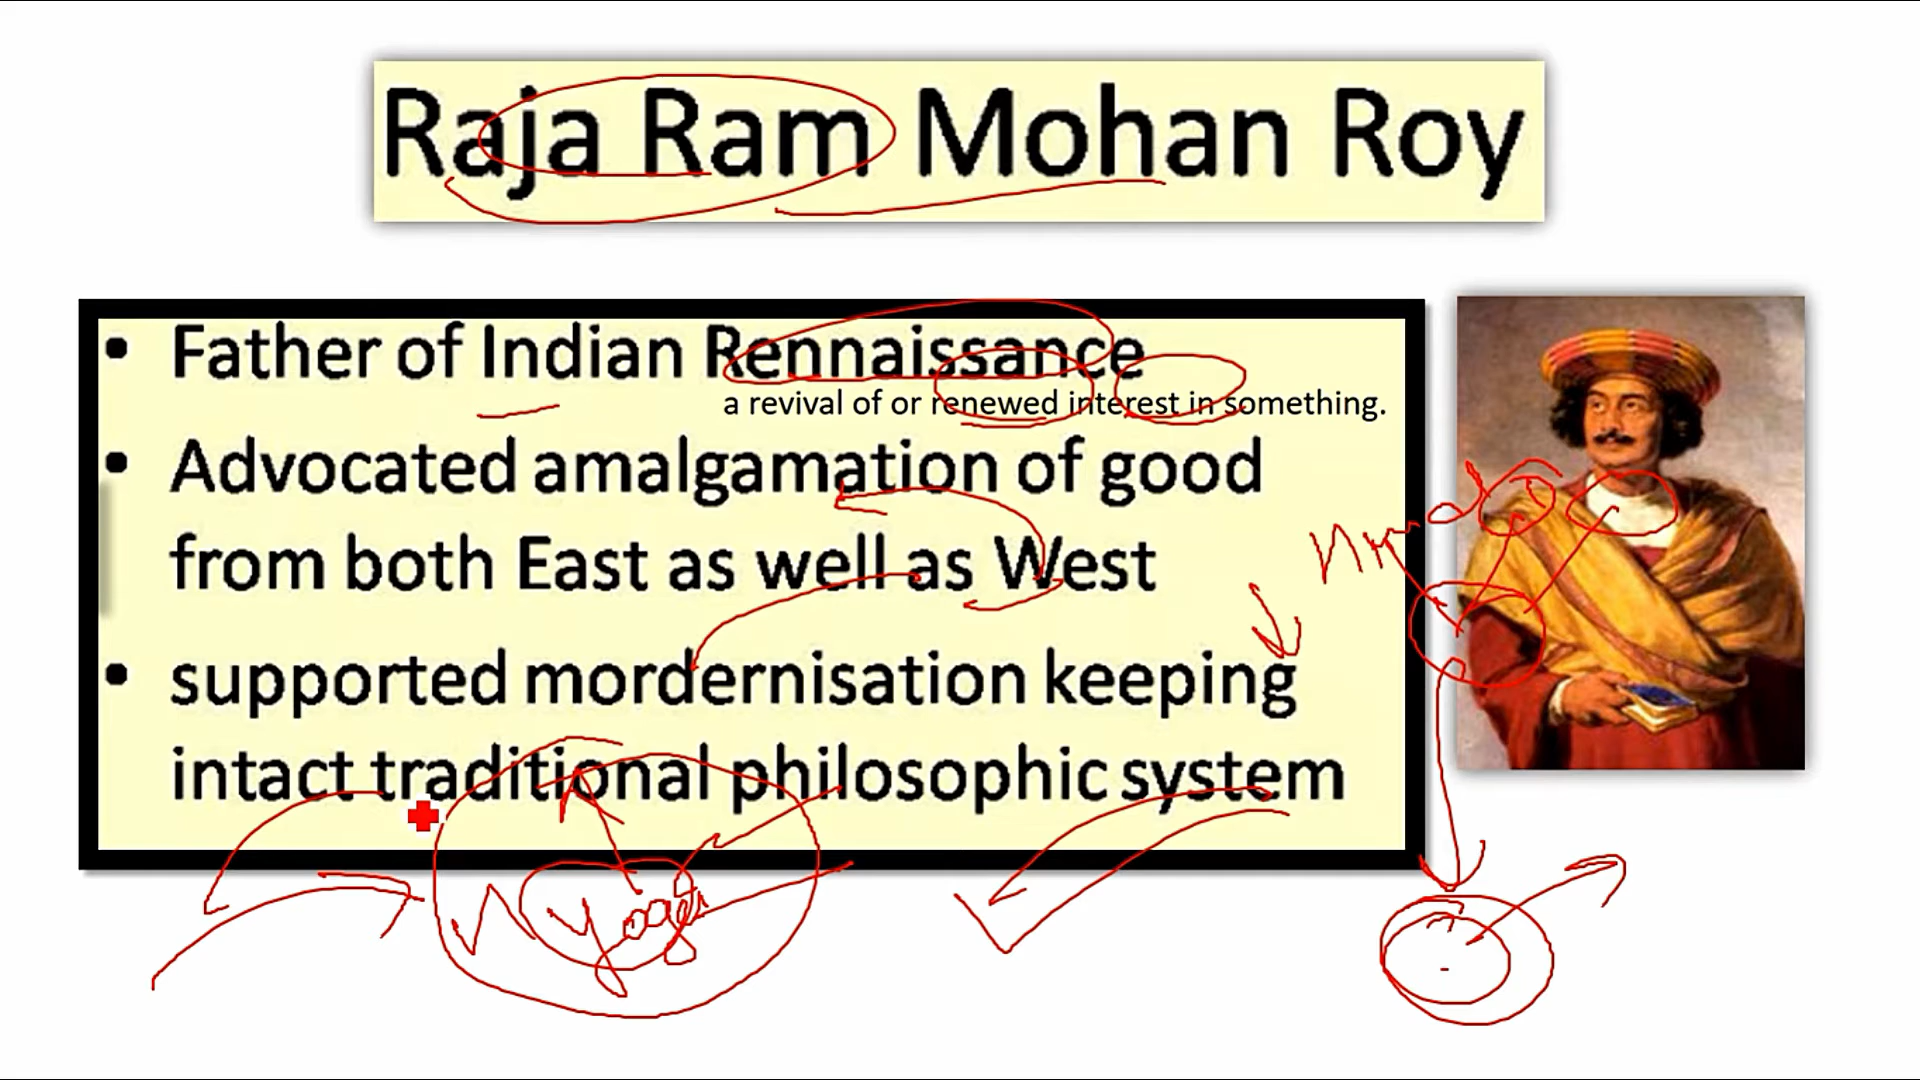 Raja Ram Mohan Roy
• Father of Indian Rennaissance
a revival of or renewed interest in something.
• Advocated amalgamation of good
from both East as well as West
• supported mordernisation keeping
intact traditional philosophic system
Yoga